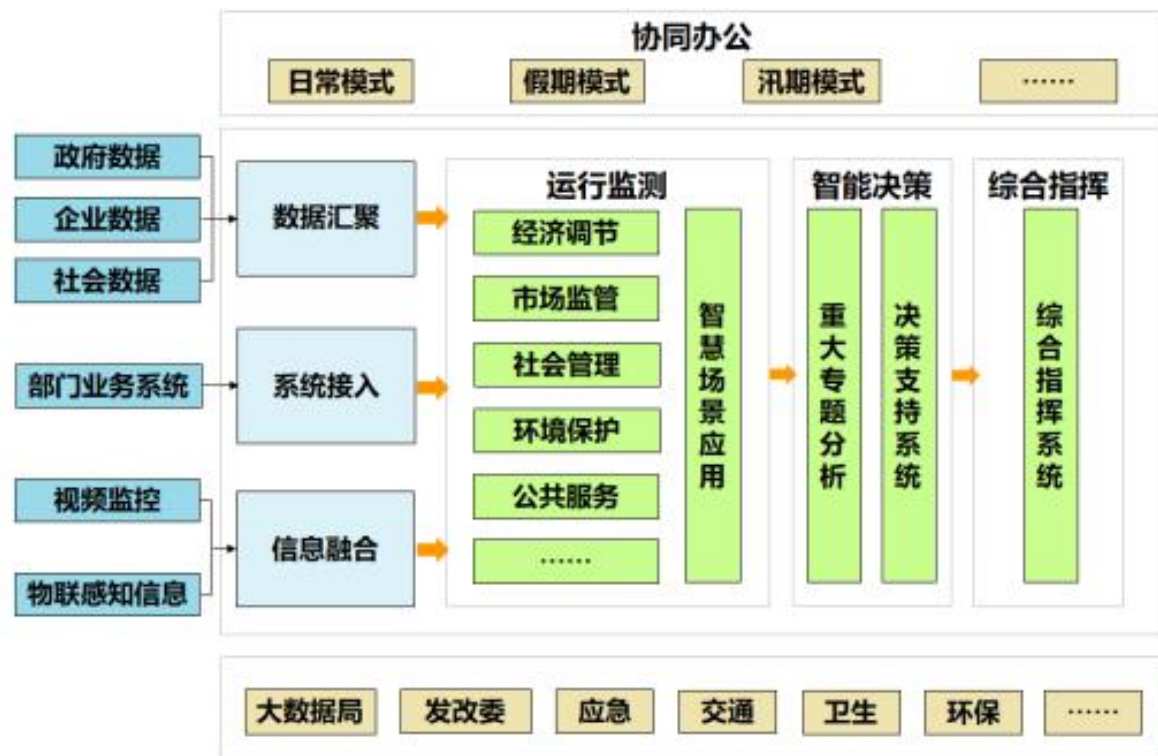 协同办公
日常模式
假期模式
汛期模式
……
政府数据
企业数据
社会数据
部门业务系统
视频监控
物联感知信息
数据汇聚
系统接入
信息融合
运行监测
经济调节
市场监管
社会管理
环境保护
公共服务
……
智慧场景应用
智能决策
重大专题分析
决策支持系统
综合指挥
综合指挥系统
大数据局
发改委
应急
交通
卫生
环保
……